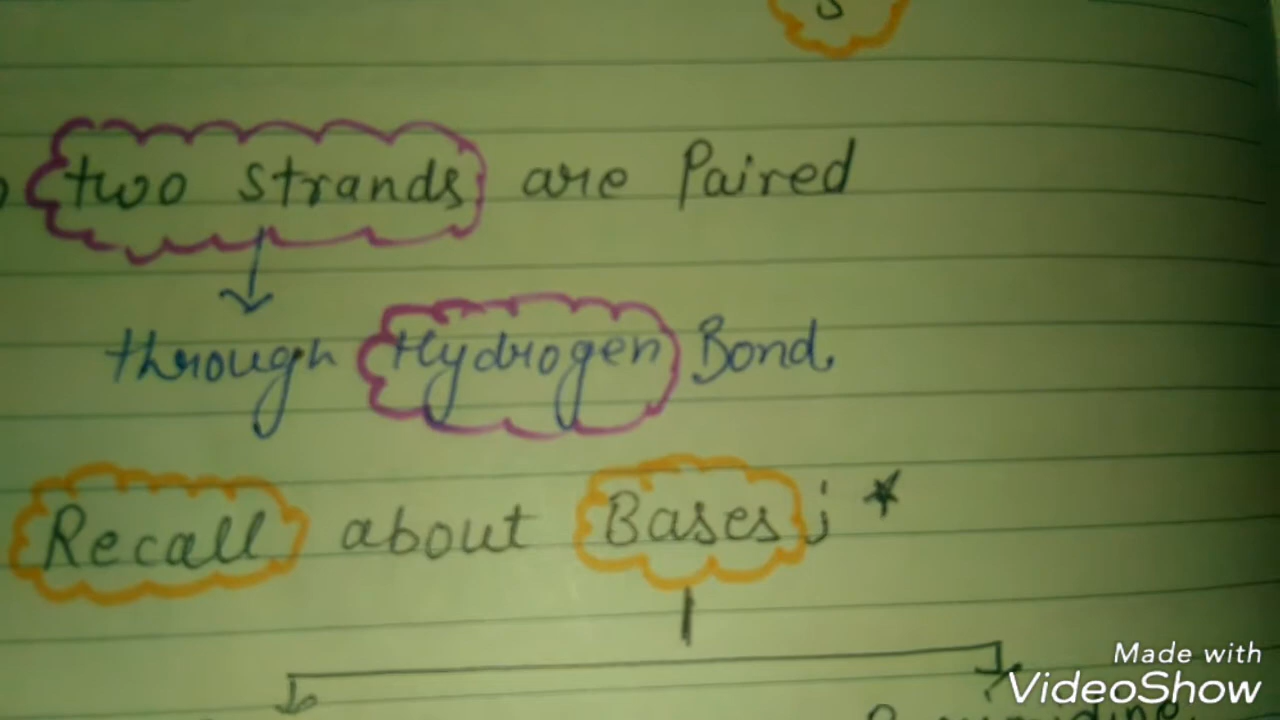 two strands are Paired
through Hydrogen Bond.
Recall about Bases ; *
Made with
VideoShow